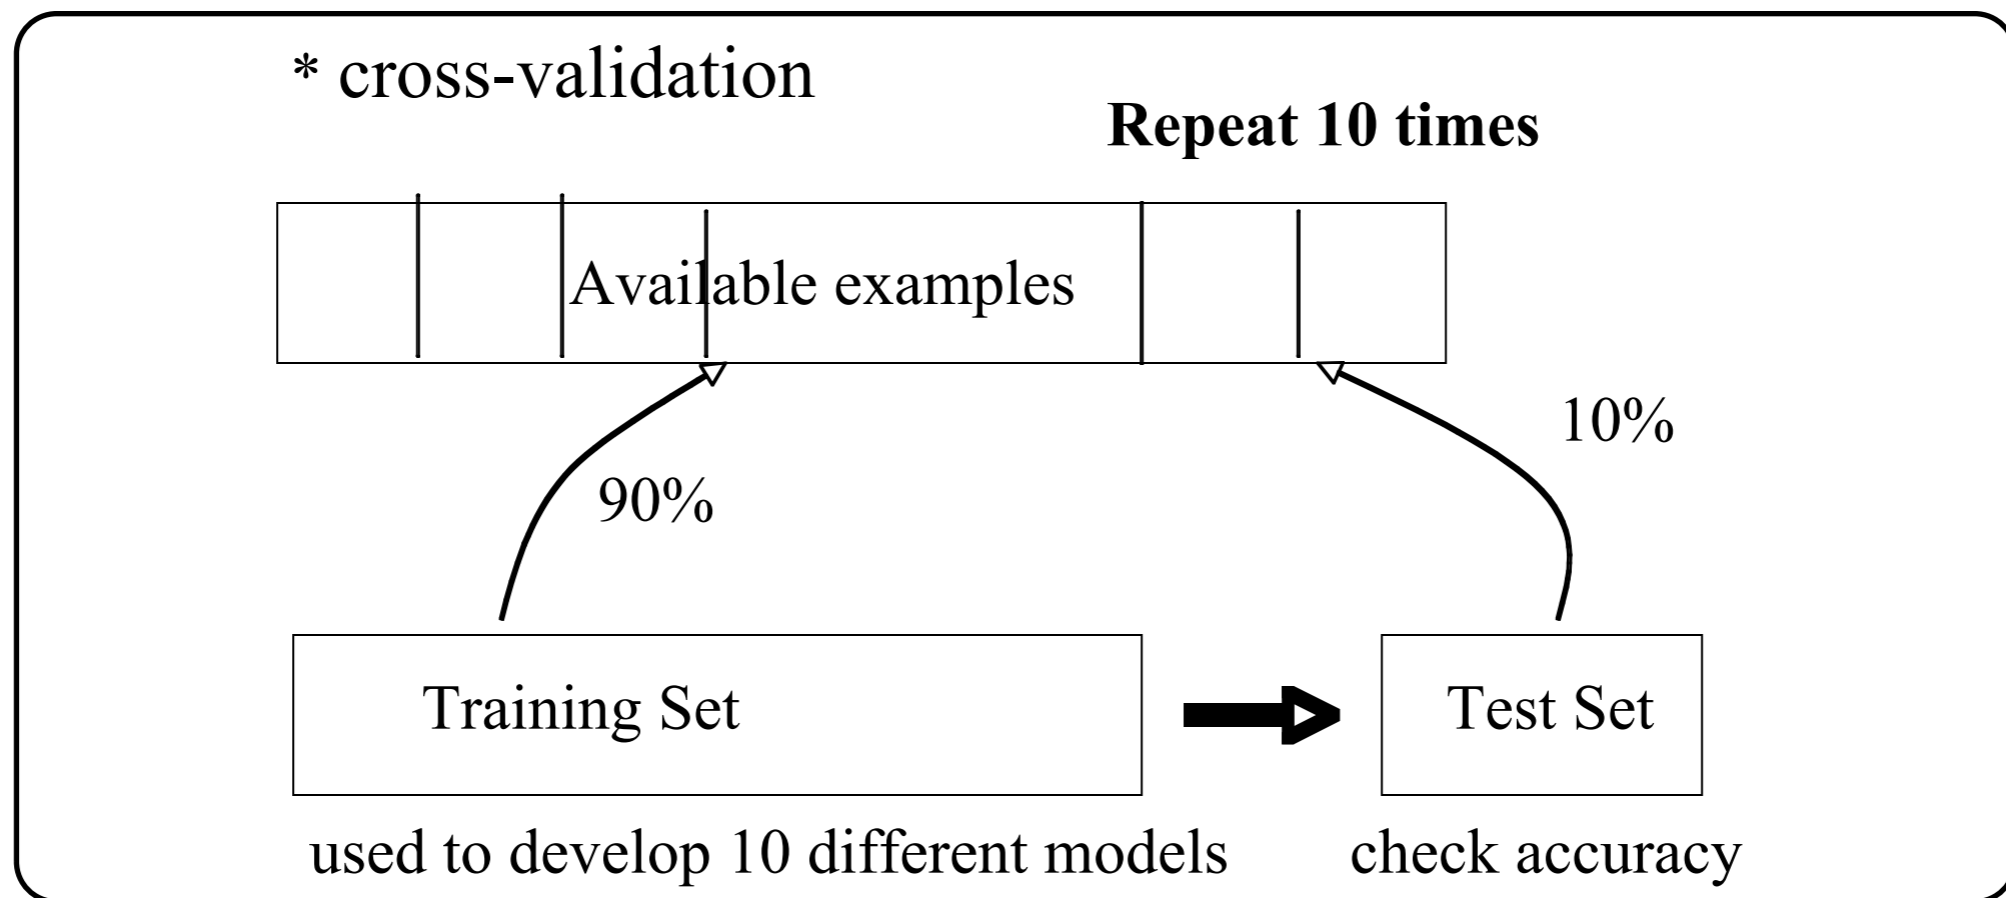 * cross-validation
Repeat 10 times
Available examples
10%
90%
Training Set
Test Set
used to develop 10 different models
check accuracy